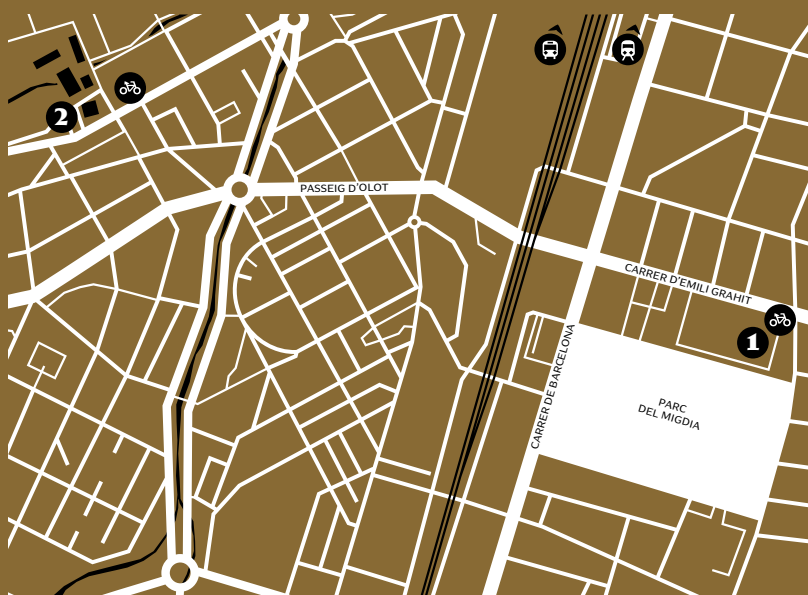 2
PASSEIG D'OLOT
CARRER D'EMILI GRAHIT
1
CARRER DE BARCELONA
PARC
DEL MIGDIA